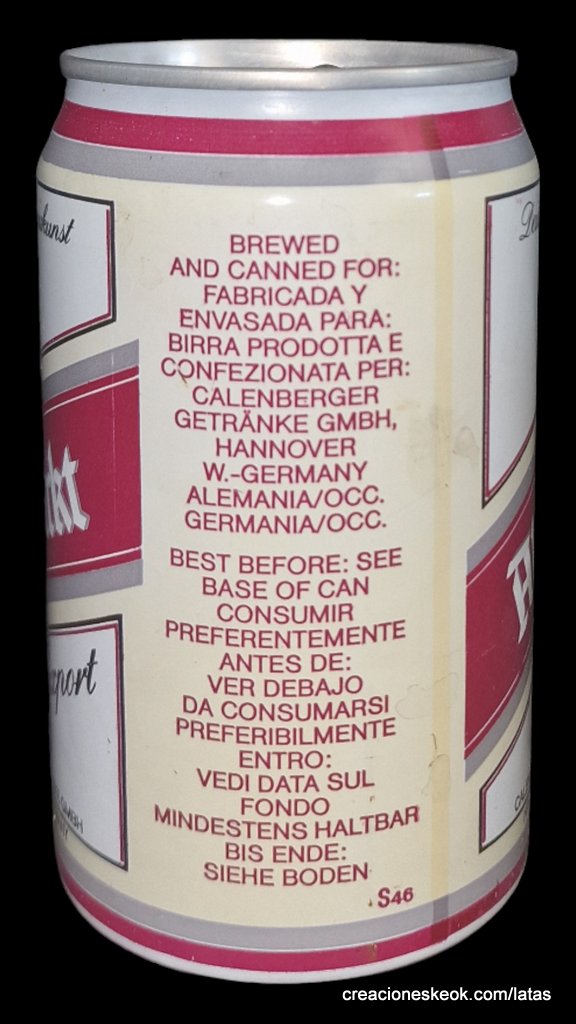 BREWED
AND CANNED FOR:
FABRICADA Y
ENVASADA PARA:
BIRRA PRODOTTA E
CONFEZIONATA PER:
CALENBERGER
GETRÄNKE GMBH,
HANNOVER
W.-GERMANY
ALEMANIA/OCC.
GERMANIA/OCC.
BEST BEFORE: SEE
BASE OF CAN
CONSUMIR
PREFERENTEMENTE
ANTES DE:
VER DEBAJO
DA CONSUMARSI
PREFERIBILMENTE
ENTRO:
VEDI DATA SUL
FONDO
MINDESTENS HALTBAR
BIS ENDE:
SIEHE BODEN
S46
creacioneskeok.com/latas